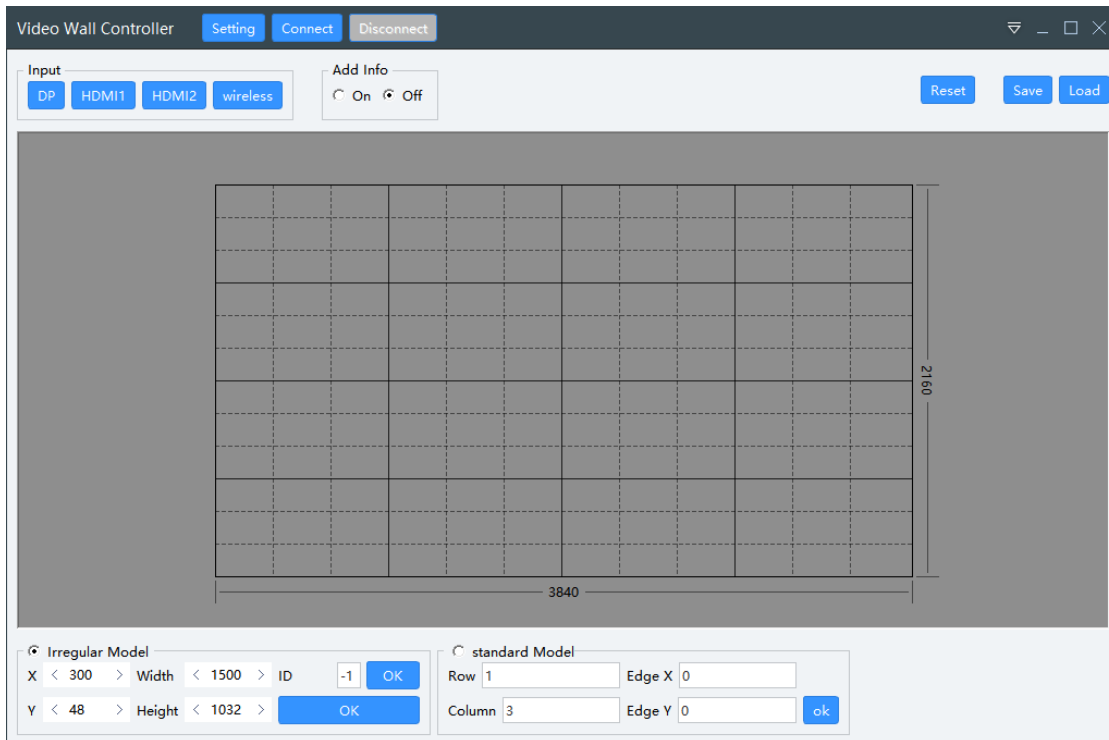 Video Wall Controller Setting Connect Disconnect
Input Add Info
DP HDMI1 HDMI2 wireless On Off Reset Save Load
2160
3840
Irregular Model standard Model
X < 300 > Width < 1500 > ID -1 OK Row 1 Edge X 0
Y < 48 > Height < 1032 > OK Column 3 Edge Y 0 ok